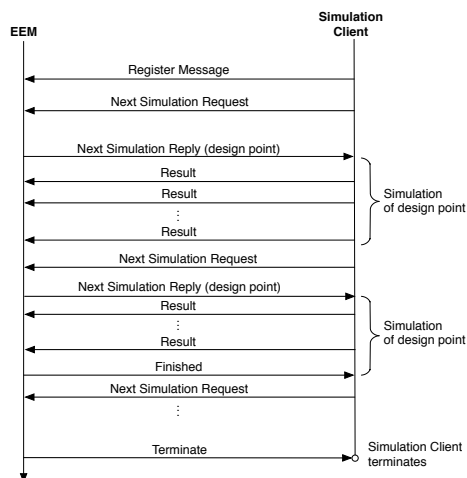 EEM
Simulation
Client
Register Message
Next Simulation Request
Next Simulation Reply (design point)
Result
Result
⋮
Result
Simulation
of design point
Next Simulation Request
Next Simulation Reply (design point)
Result
⋮
Result
Simulation
of design point
Finished
Next Simulation Request
⋮
Terminate
Simulation Client
terminates